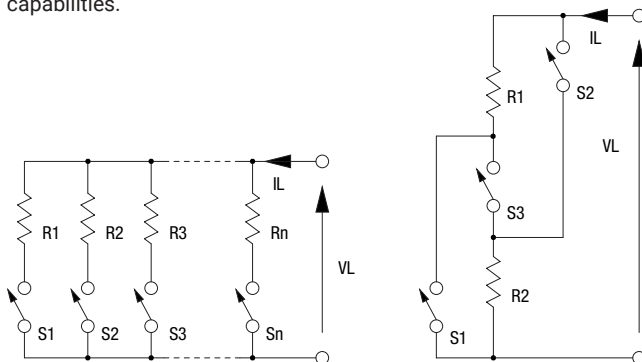 capabilities.
IL
R1
S2
VL
S3
R2
S1
IL
R1
R2
R3
Rn
VL
S1
S2
S3
Sn